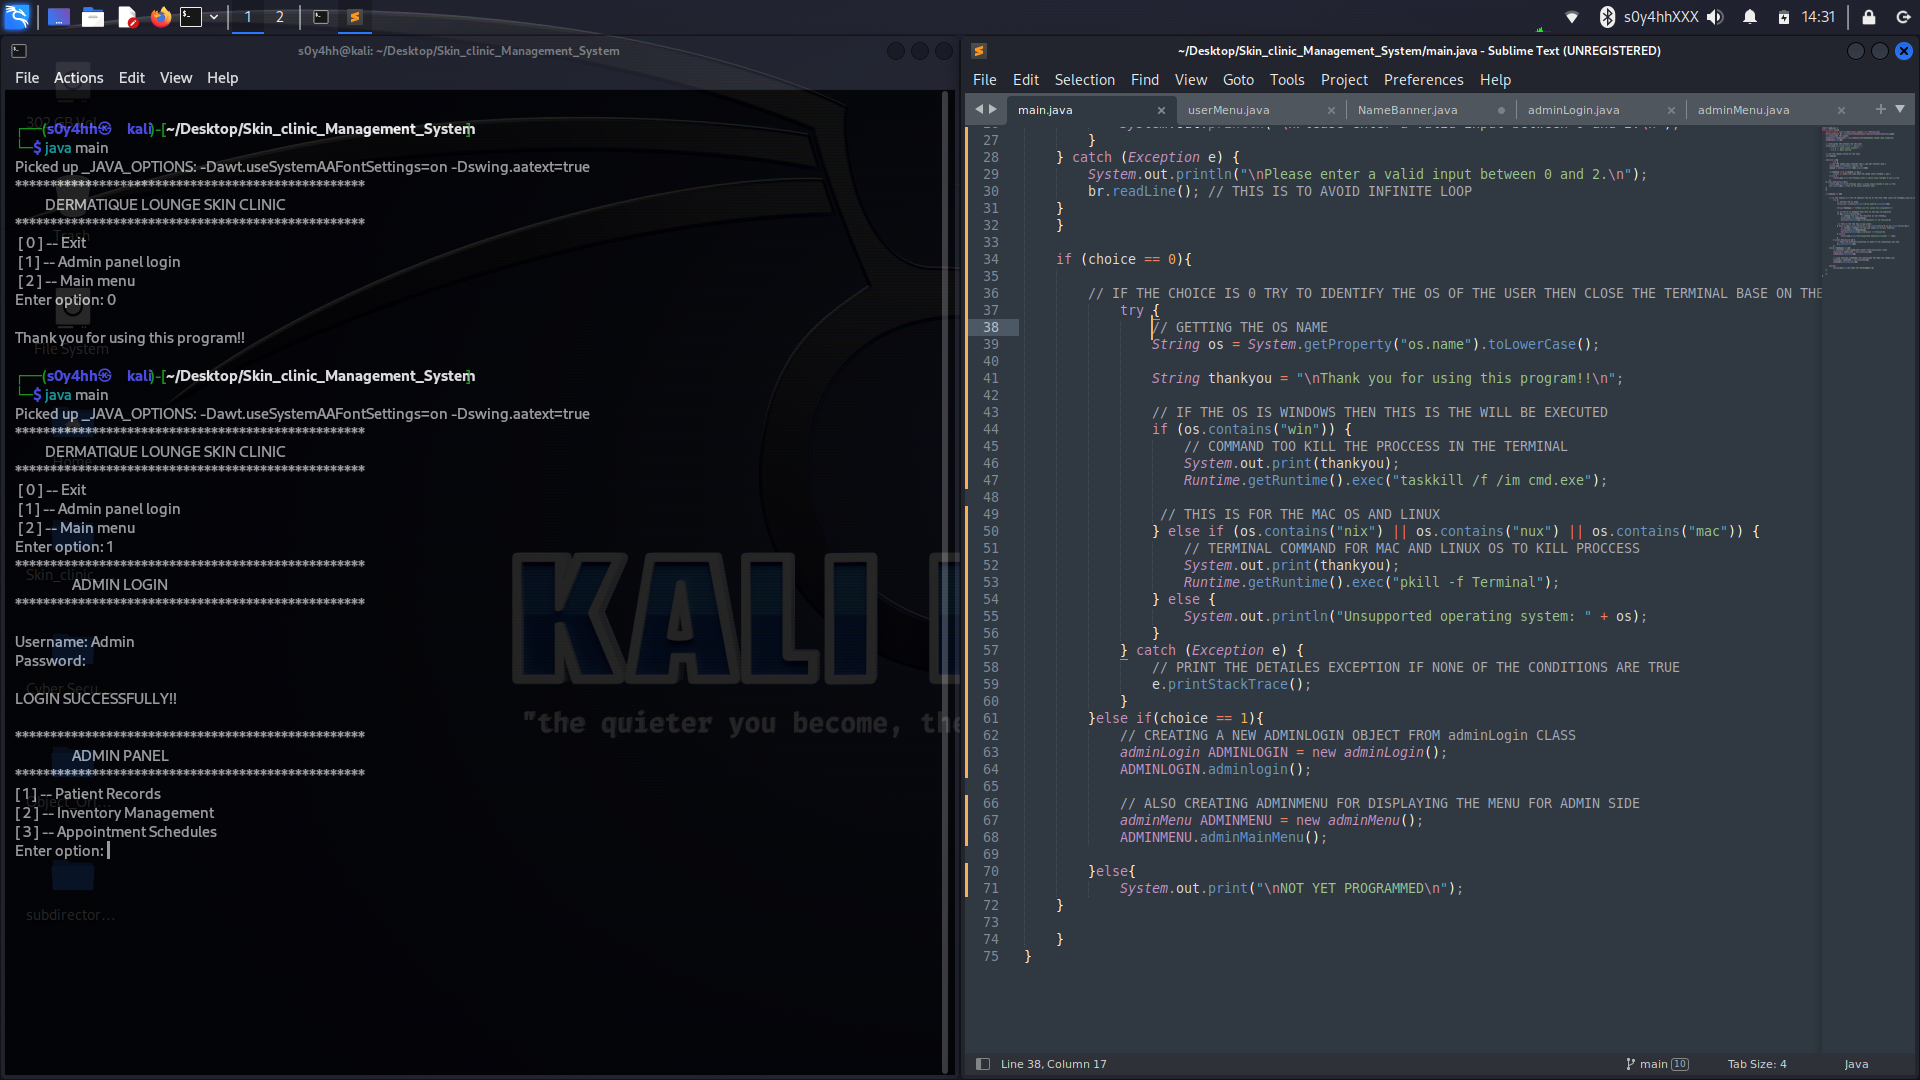 1
2
s0y4hhXXX
14:31
s0y4hh@kali: ~/Desktop/Skin_clinic_Management_System
File Actions Edit View Help
┌──(s0y4hh㉿kali)-[~/Desktop/Skin_clinic_Management_System]
└─$ java main
Picked up _JAVA_OPTIONS: -Dawt.useSystemAAFontSettings=on -Dswing.aatext=true
**************************************************
DERMATIQUE LOUNGE SKIN CLINIC
**************************************************
[ 0 ] -- Exit
[ 1 ] -- Admin panel login
[ 2 ] -- Main menu
Enter option: 0
Thank you for using this program!!
┌──(s0y4hh㉿kali)-[~/Desktop/Skin_clinic_Management_System]
└─$ java main
Picked up _JAVA_OPTIONS: -Dawt.useSystemAAFontSettings=on -Dswing.aatext=true
**************************************************
DERMATIQUE LOUNGE SKIN CLINIC
**************************************************
[ 0 ] -- Exit
[ 1 ] -- Admin panel login
[ 2 ] -- Main menu
Enter option: 1
**************************************************
ADMIN LOGIN
**************************************************
Username: Admin
Password:
LOGIN SUCCESSFULLY!!
**************************************************
ADMIN PANEL
**************************************************
[ 1 ] -- Patient Records
[ 2 ] -- Inventory Management
[ 3 ] -- Appointment Schedules
Enter option:
Trash
File System
Home
Skin_clinic
subdirector...
KALI
"the quieter you become, the
~/Desktop/Skin_clinic_Management_System/main.java - Sublime Text (UNREGISTERED)
File Edit Selection Find View Goto Tools Project Preferences Help
main.java
userMenu.java
NameBanner.java
adminLogin.java
adminMenu.java
27 }
28 } catch (Exception e) {
29 System.out.println("\nPlease enter a valid input between 0 and 2.\n");
30 br.readLine(); // THIS IS TO AVOID INFINITE LOOP
31 }
32 }
33
34 if (choice == 0){
35
36 // IF THE CHOICE IS 0 TRY TO IDENTIFY THE OS OF THE USER THEN CLOSE THE TERMINAL BASE ON THE
37 try {
38 // GETTING THE OS NAME
39 String os = System.getProperty("os.name").toLowerCase();
40
41 String thankyou = "\nThank you for using this program!!\n";
42
43 // IF THE OS IS WINDOWS THEN THIS IS THE WILL BE EXECUTED
44 if (os.contains("win")) {
45 // COMMAND TOO KILL THE PROCCESS IN THE TERMINAL
46 System.out.print(thankyou);
47 Runtime.getRuntime().exec("taskkill /f /im cmd.exe");
48
49 // THIS IS FOR THE MAC OS AND LINUX
50 } else if (os.contains("nix") || os.contains("nux") || os.contains("mac")) {
51 // TERMINAL COMMAND FOR MAC AND LINUX OS TO KILL PROCCESS
52 System.out.print(thankyou);
53 Runtime.getRuntime().exec("pkill -f Terminal");
54 } else {
55 System.out.println("Unsupported operating system: " + os);
56 }
57 } catch (Exception e) {
58 // PRINT THE DETAILES EXCEPTION IF NONE OF THE CONDITIONS ARE TRUE
59 e.printStackTrace();
60 }
61 }else if(choice == 1){
62 // CREATING A NEW ADMINLOGIN OBJECT FROM adminLogin CLASS
63 adminLogin ADMINLOGIN = new adminLogin();
64 ADMINLOGIN.adminlogin();
65
66 // ALSO CREATING ADMINMENU FOR DISPLAYING THE MENU FOR ADMIN SIDE
67 adminMenu ADMINMENU = new adminMenu();
68 ADMINMENU.adminMainMenu();
69
70 }else{
71 System.out.print("\nNOT YET PROGRAMMED\n");
72 }
73
74 }
75 }
Line 38, Column 17
main 10
Tab Size: 4
Java